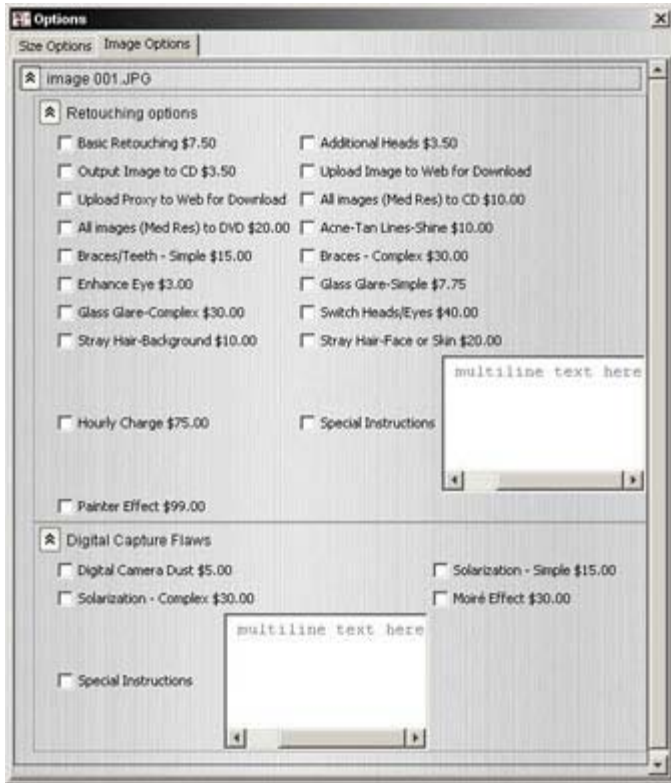 Options
Size Options Image Options
image 001.JPG
Retouching options
Basic Retouching $7.50 Additional Heads $3.50
Output Image to CD $3.50 Upload Image to Web for Download
Upload Proxy to Web for Download All images (Med Res) to CD $10.00
All images (Med Res) to DVD $20.00 Acne-Tan Lines-Shine $10.00
Braces/Teeth - Simple $15.00 Braces - Complex $30.00
Enhance Eye $3.00 Glass Glare-Simple $7.75
Glass Glare-Complex $30.00 Switch Heads/Eyes $40.00
Stray Hair-Background $10.00 Stray Hair-Face or Skin $20.00
multiline text here
Hourly Charge $75.00 Special Instructions
Painter Effect $99.00
Digital Capture Flaws
Digital Camera Dust $5.00 Solarization - Simple $15.00
Solarization - Complex $30.00 Moiré Effect $30.00
multiline text here
Special Instructions